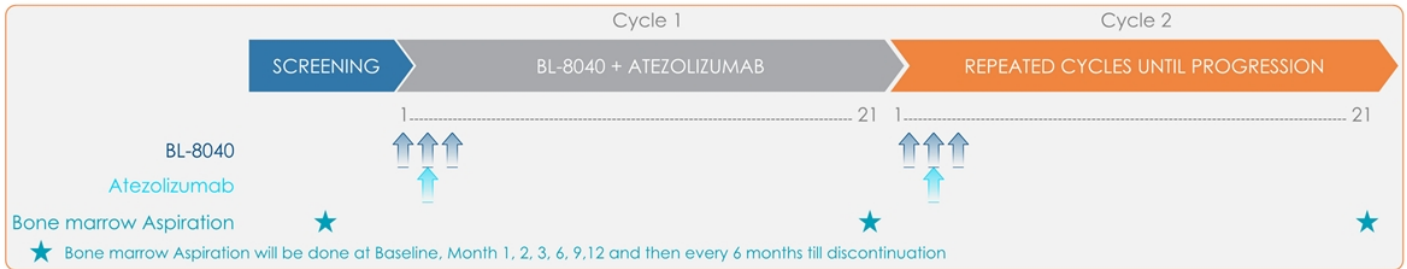 Cycle 1 Cycle 2
SCREENING BL-8040 + ATEZOLIZUMAB REPEATED CYCLES UNTIL PROGRESSION
1 21 1 21
BL-8040
Atezolizumab
Bone marrow Aspiration
Bone marrow Aspiration will be done at Baseline, Month 1, 2, 3, 6, 9,12 and then every 6 months till discontinuation